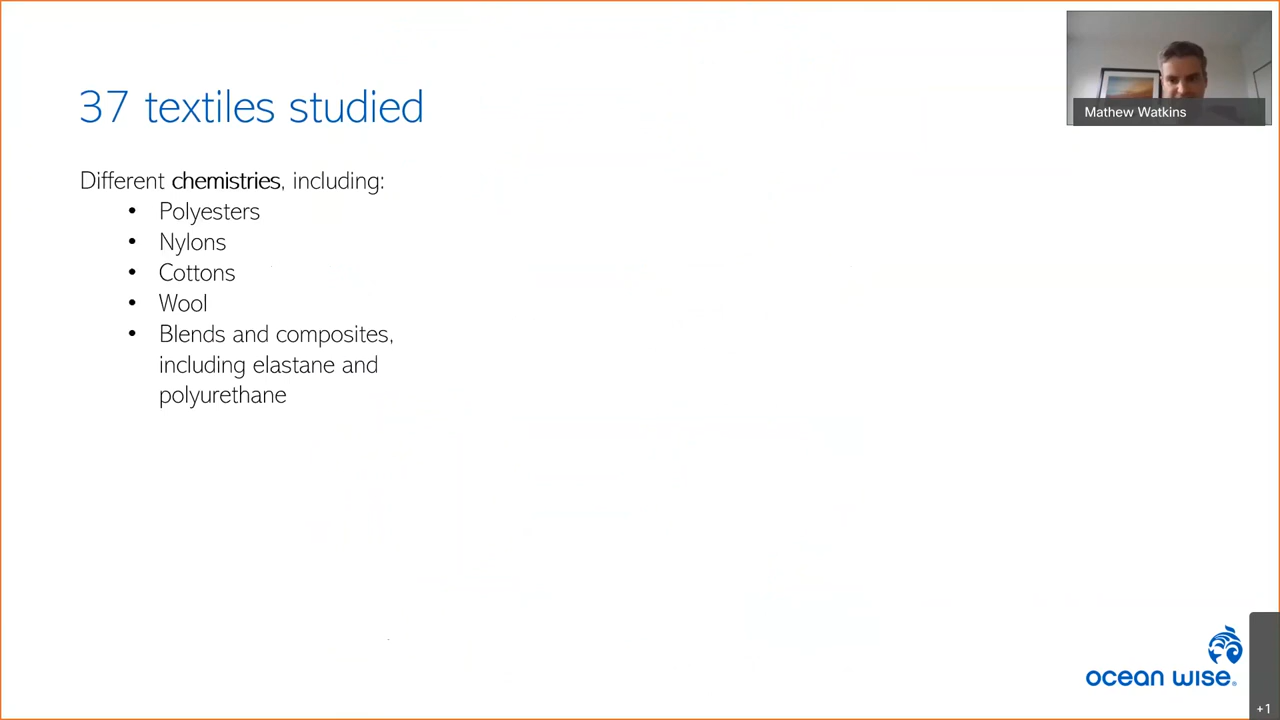 37 textiles studied
Mathew Watkins
Different chemistries, including:
• Polyesters
• Nylons
• Cottons
• Wool
• Blends and composites,
including elastane and
polyurethane
ocean wise.
+1